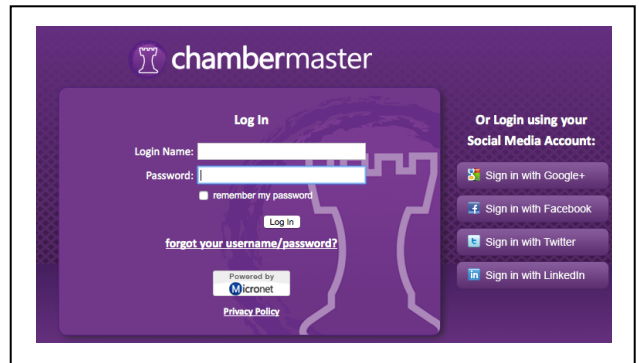 chambermaster
Log In
Login Name:
Password:
remember my password
Log In
forgot your username/password?
Powered by
Micronet
Privacy Policy
Or Login using your
Social Media Account:
Sign in with Google+
Sign in with Facebook
Sign in with Twitter
Sign in with LinkedIn